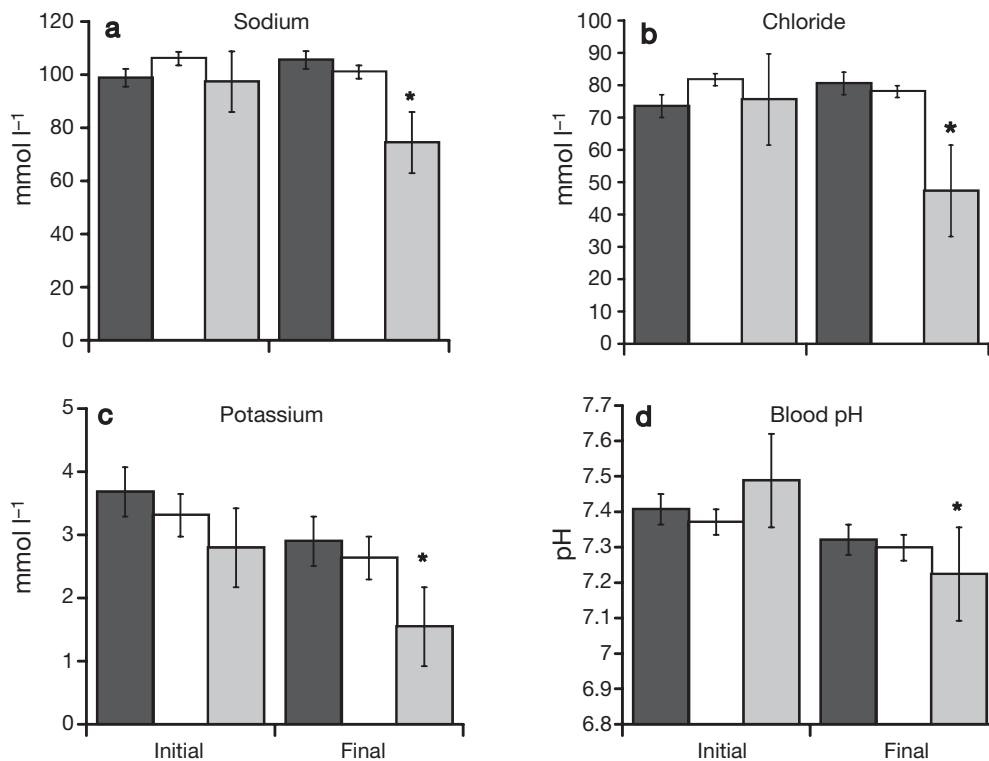 a
Sodium
120
100
80
60
40
20
0
mmol l⁻¹
*
b
Chloride
100
90
80
70
60
50
40
30
20
10
0
mmol l⁻¹
*
c
Potassium
5
4
3
2
1
0
mmol l⁻¹
*
Initial
Final
d
Blood pH
7.7
7.6
7.5
7.4
7.3
7.2
7.1
7
6.9
6.8
pH
*
Initial
Final